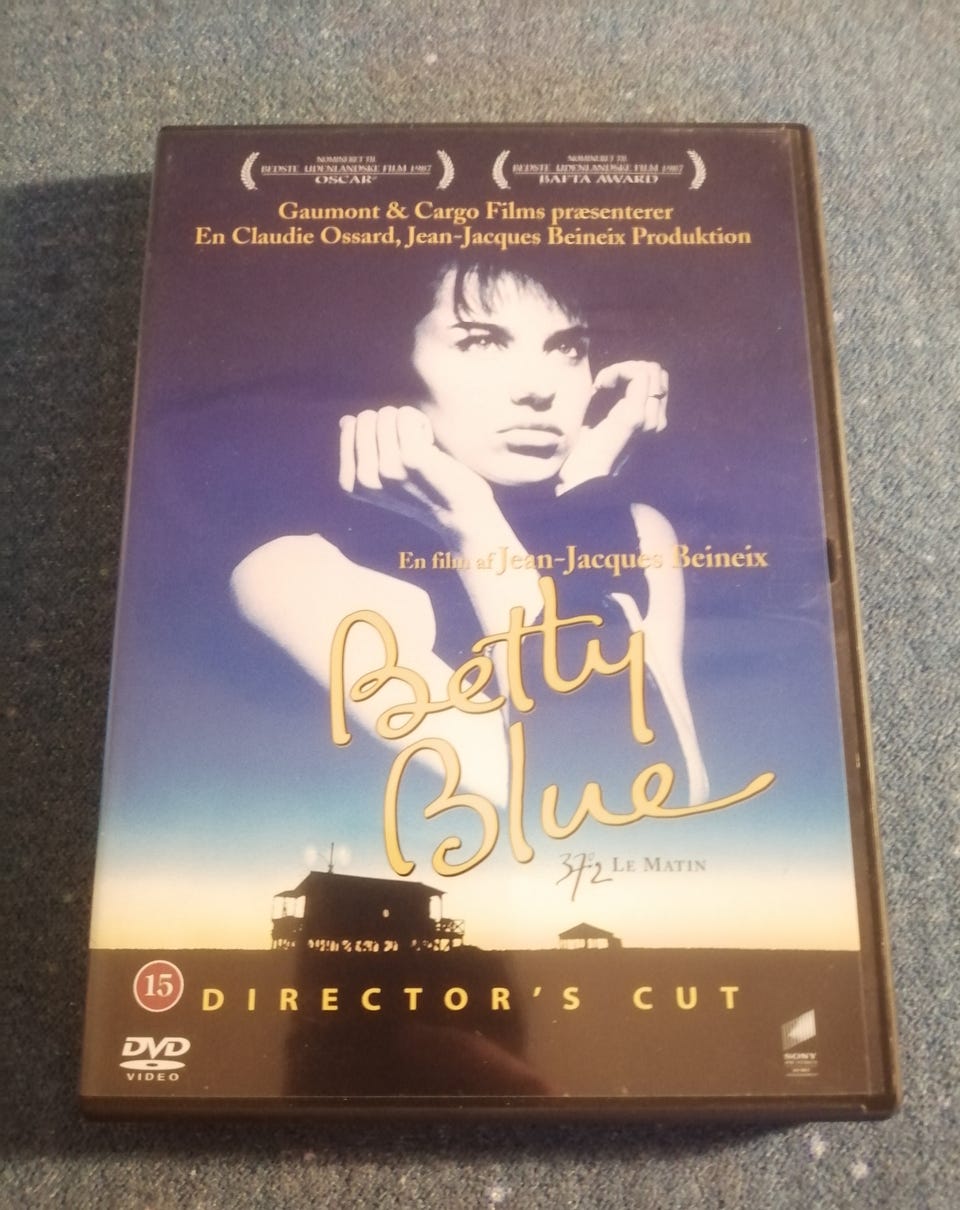 NOMINERET TIL
BEDSTE UDENLANDSKE FILM 1987
OSCAR®
NOMINERET TIL
BEDSTE UDENLANDSKE FILM 1987
BAFTA AWARD
Gaumont & Cargo Films præsenterer
En Claudie Ossard, Jean-Jacques Beineix Produktion
En film af Jean-Jacques Beineix
Betty
Blue
37°2 LE MATIN
15 DIRECTOR'S CUT
DVD
VIDEO
SONY